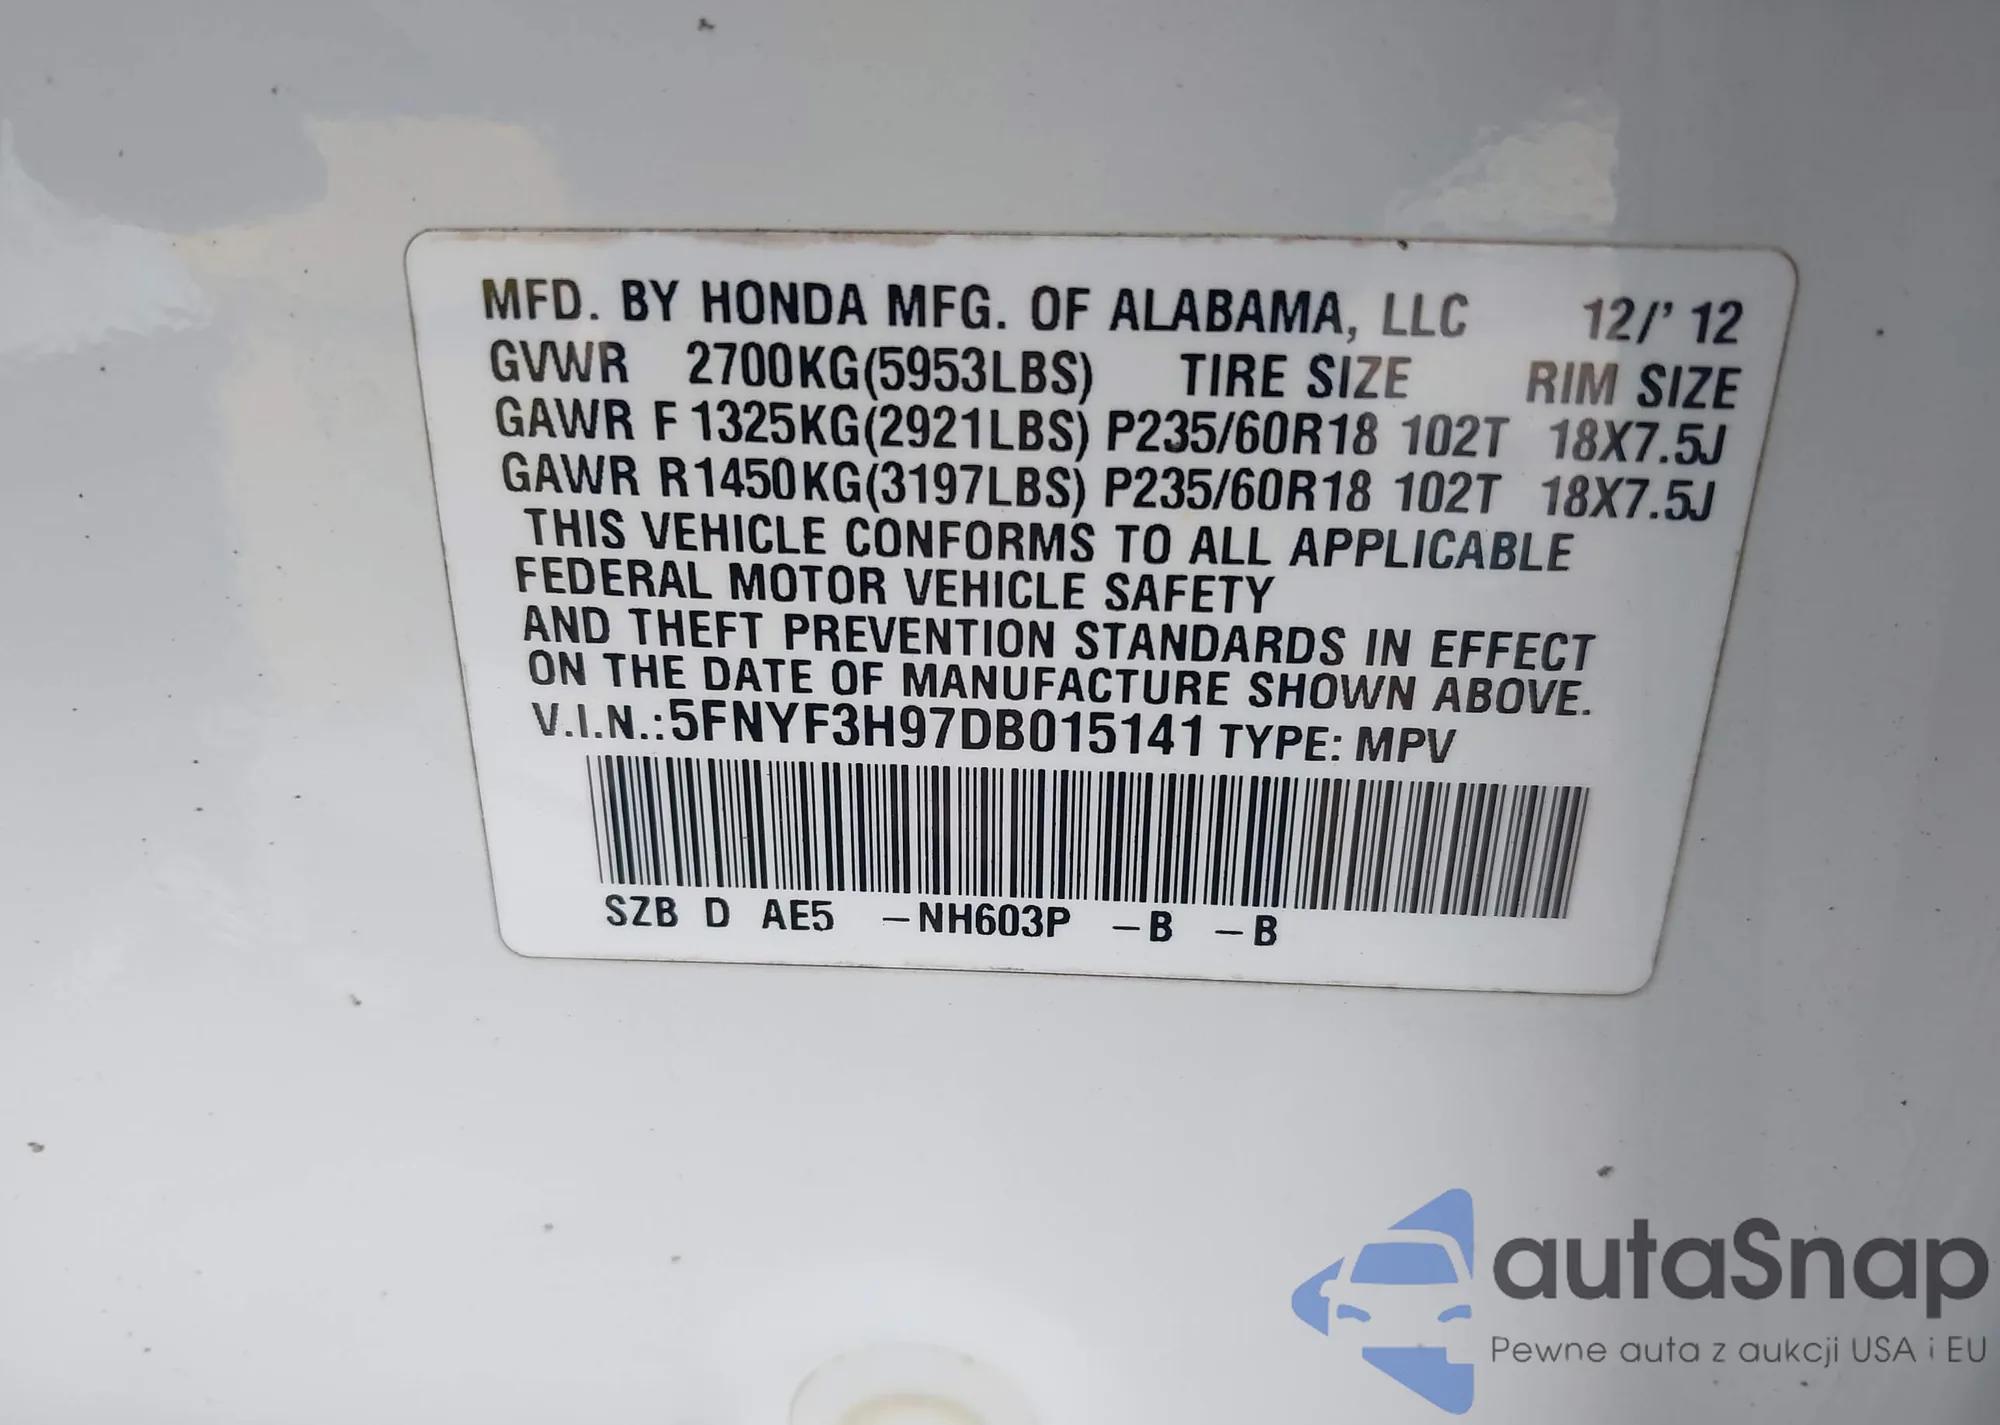 MFD. BY HONDA MFG. OF ALABAMA, LLC 12/' 12
GVWR 2700KG(5953LBS) TIRE SIZE RIM SIZE
GAWR F 1325KG(2921LBS) P235/60R18 102T 18X7.5J
GAWR R1450KG(3197LBS) P235/60R18 102T 18X7.5J
THIS VEHICLE CONFORMS TO ALL APPLICABLE
FEDERAL MOTOR VEHICLE SAFETY
AND THEFT PREVENTION STANDARDS IN EFFECT
ON THE DATE OF MANUFACTURE SHOWN ABOVE.
V.I.N.:5FNYF3H97DB015141 TYPE: MPV
SZB D AE5 –NH603P –B –B
autaSnap
Pewne auta z aukcji USA i EU